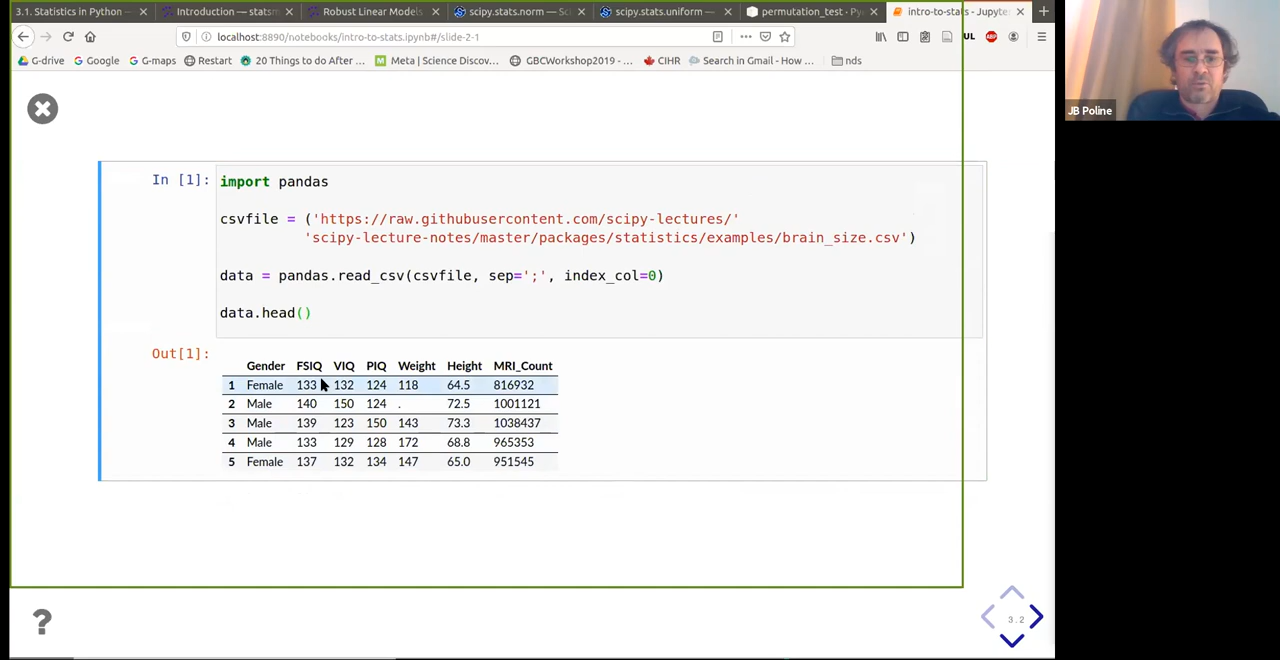 3.1. Statistics in Python
Introduction — statsm
Robust Linear Models
scipy.stats.norm — Sc
scipy.stats.uniform —
permutation_test - Py
intro-to-stats - Jupyter
localhost:8890/notebooks/intro-to-stats.ipynb#/slide-2-1
UL
ABP
G-drive
Google
G-maps
Restart
20 Things to do After ...
M Meta | Science Discov...
GBCWorkshop2019 - ...
CIHR
Search in Gmail - How ...
nds
JB Poline
In [1]: import pandas
csvfile = ('https://raw.githubusercontent.com/scipy-lectures/'
'scipy-lecture-notes/master/packages/statistics/examples/brain_size.csv')
data = pandas.read_csv(csvfile, sep=';', index_col=0)
data.head()
Out[1]:
Gender FSIQ VIQ PIQ Weight Height MRI_Count
1 Female 133 132 124 118 64.5 816932
2 Male 140 150 124 . 72.5 1001121
3 Male 139 123 150 143 73.3 1038437
4 Male 133 129 128 172 68.8 965353
5 Female 137 132 134 147 65.0 951545
?
3.2